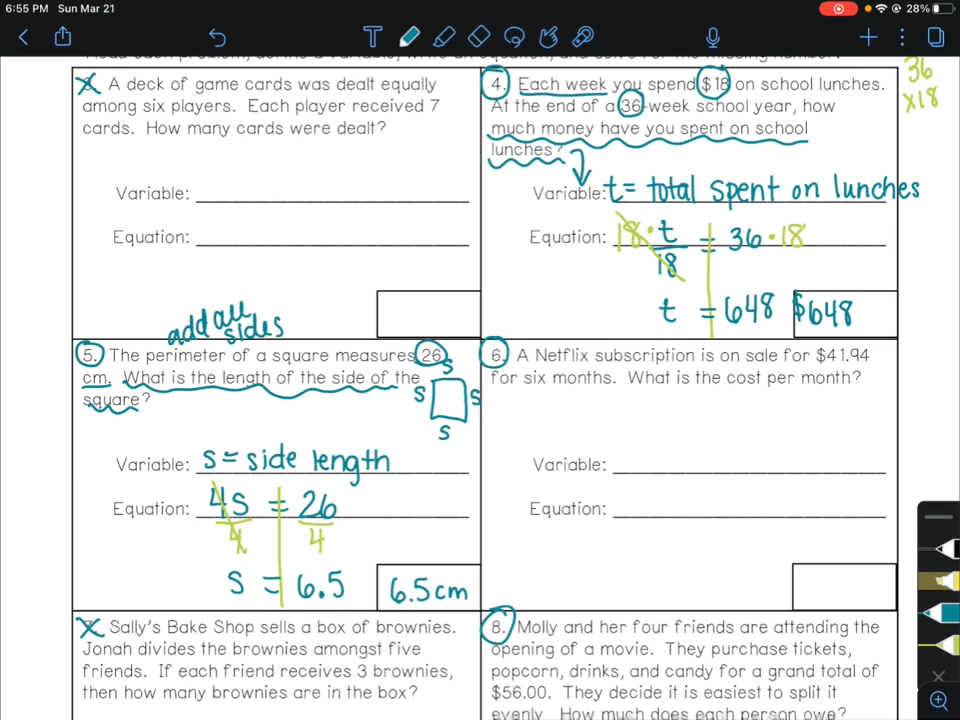 6:55 PM Sun Mar 21
28%
T
3. A deck of game cards was dealt equally
among six players. Each player received 7
cards. How many cards were dealt?
Variable:
Equation:
4. Each week you spend $18 on school lunches.
At the end of a 36-week school year, how
much money have you spent on school
lunches?
36
x18
Variable: t = total spent on lunches
Equation: 18 · t = 36 · 18
18
t = 648 $648
add all
sides
5. The perimeter of a square measures 26
cm. What is the length of the side of the
square?
s
s s
s
Variable: s = side length
Equation: 4s = 26
4 4
s = 6.5 6.5cm
6. A Netflix subscription is on sale for $41.94
for six months. What is the cost per month?
Variable:
Equation:
7. Sally's Bake Shop sells a box of brownies.
Jonah divides the brownies amongst five
friends. If each friend receives 3 brownies,
then how many brownies are in the box?
8. Molly and her four friends are attending the
opening of a movie. They purchase tickets,
popcorn, drinks, and candy for a grand total of
$56.00. They decide it is easiest to split it
evenly. How much does each person owe?